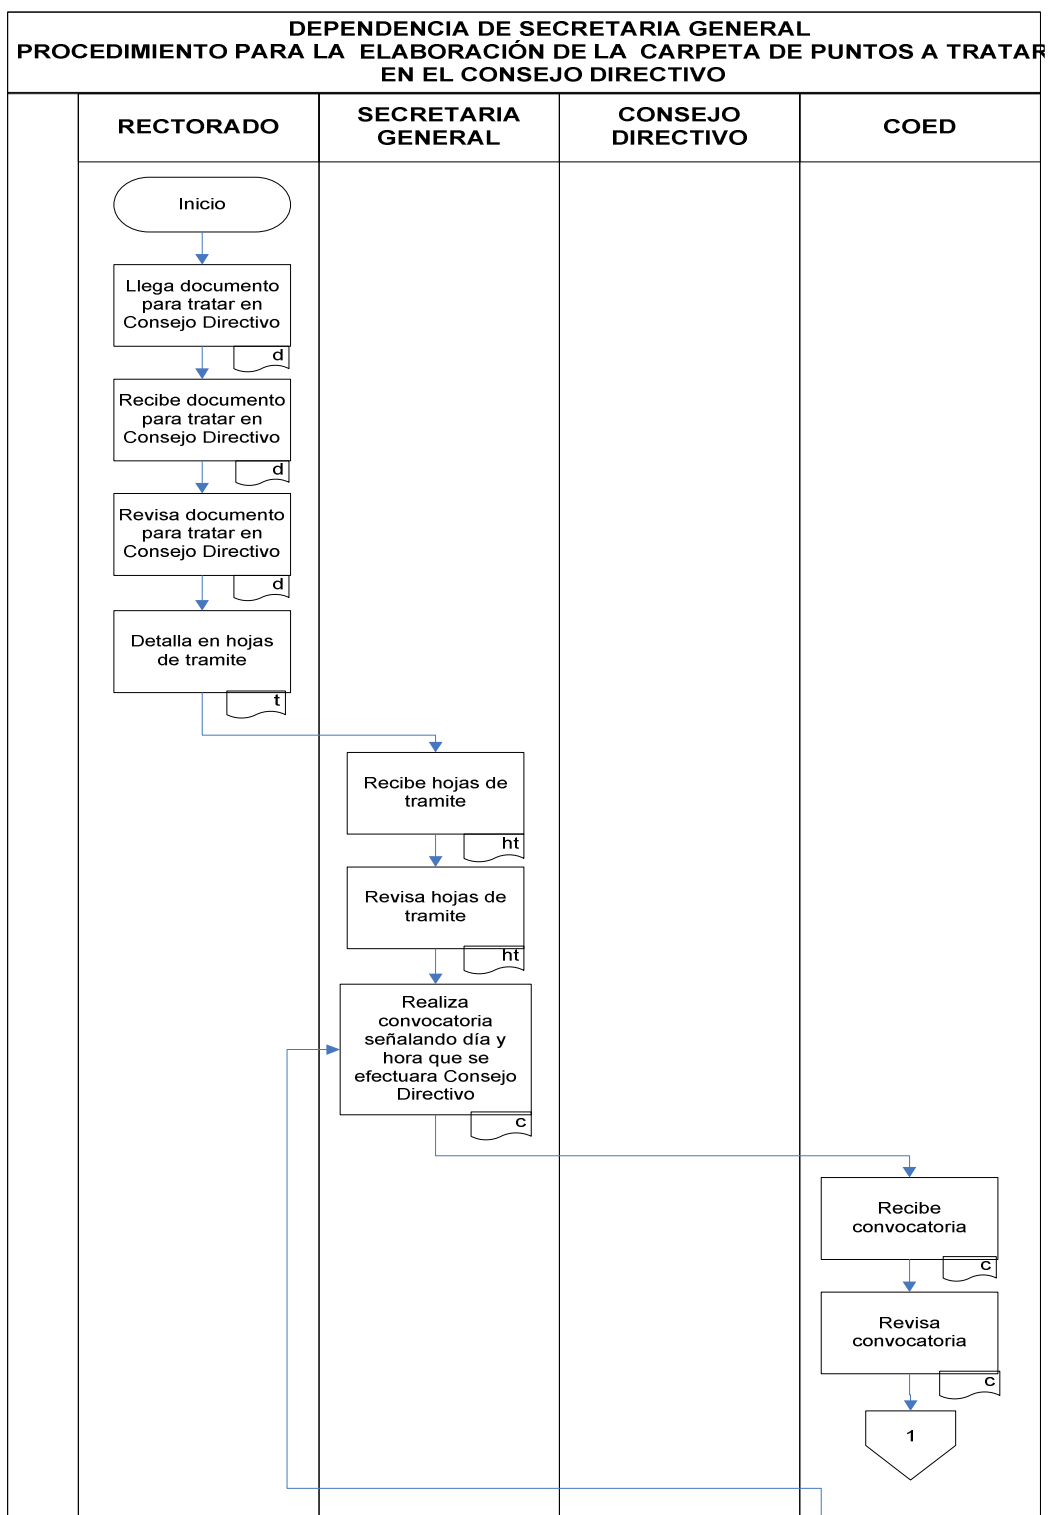 DEPENDENCIA DE SECRETARIA GENERAL
PROCEDIMIENTO PARA LA ELABORACIÓN DE LA CARPETA DE PUNTOS A TRATAR
EN EL CONSEJO DIRECTIVO
RECTORADO
SECRETARIA
GENERAL
CONSEJO
DIRECTIVO
COED
Inicio
Llega documento
para tratar en
Consejo Directivo
d
Recibe documento
para tratar en
Consejo Directivo
d
Revisa documento
para tratar en
Consejo Directivo
d
Detalla en hojas
de tramite
t
Recibe hojas de
tramite
ht
Revisa hojas de
tramite
ht
Realiza
convocatoria
señalando día y
hora que se
efectuara Consejo
Directivo
c
Recibe
convocatoria
c
Revisa
convocatoria
c
1